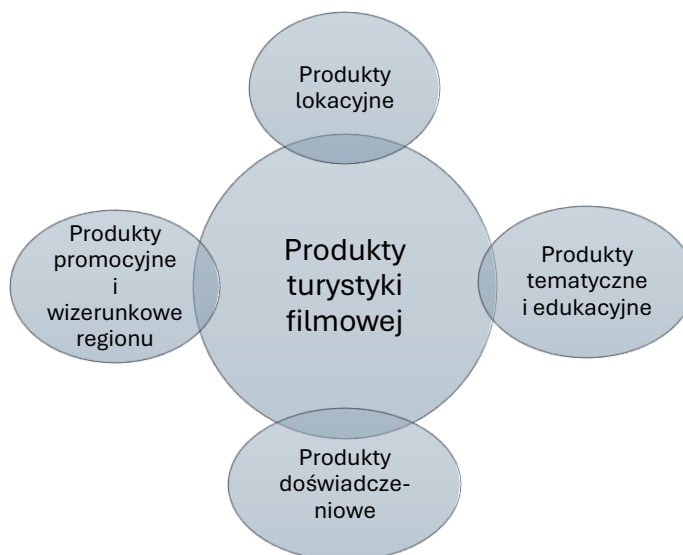 Produkty
lokacyjne
Produkty
promocyjne
i
wizerunkowe
regionu
Produkty
turystyki
filmowej
Produkty
tematyczne
i edukacyjne
Produkty
doświadcze-
niowe